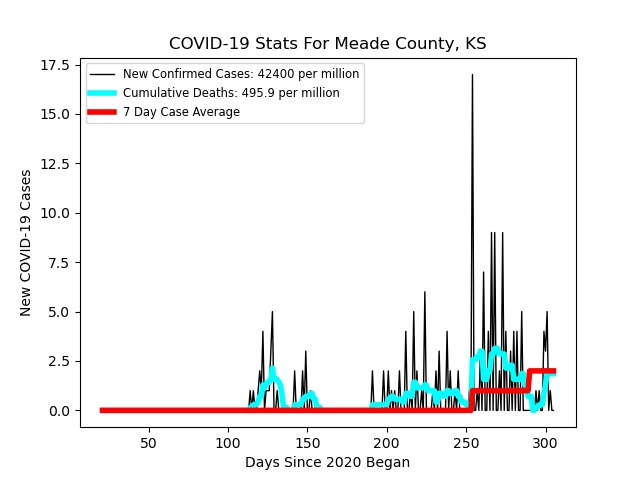 COVID-19 Stats For Meade County, KS
New Confirmed Cases: 42400 per million
Cumulative Deaths: 495.9 per million
7 Day Case Average
17.5
15.0
12.5
10.0
7.5
5.0
2.5
0.0
New COVID-19 Cases
50 100 150 200 250 300
Days Since 2020 Began